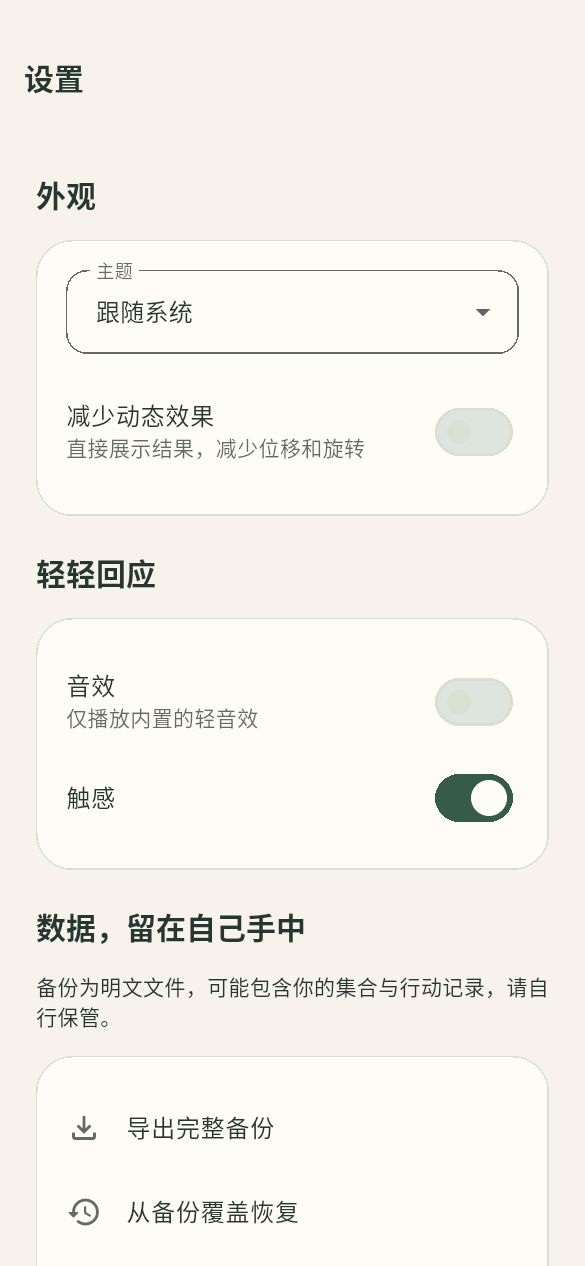 设置
外观
主题
跟随系统
减少动态效果
直接展示结果，减少位移和旋转
轻轻回应
音效
仅播放内置的轻音效
触感
数据，留在自己手中
备份为明文文件，可能包含你的集合与行动记录，请自
行保管。
导出完整备份
从备份覆盖恢复